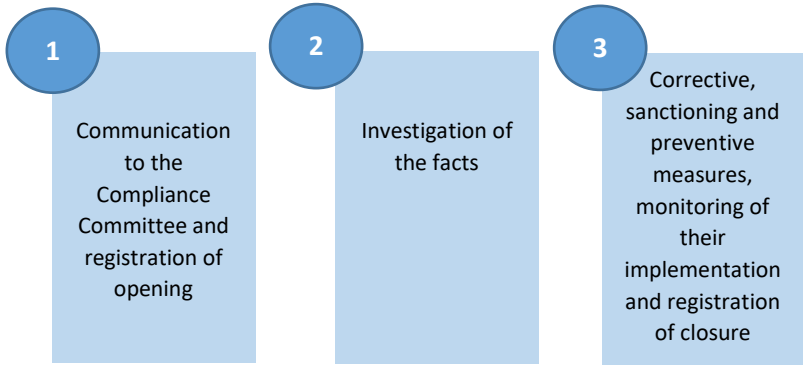 1
Communication
to the
Compliance
Committee and
registration of
opening
2
Investigation of
the facts
3
Corrective,
sanctioning and
preventive
measures,
monitoring of
their
implementation
and registration
of closure